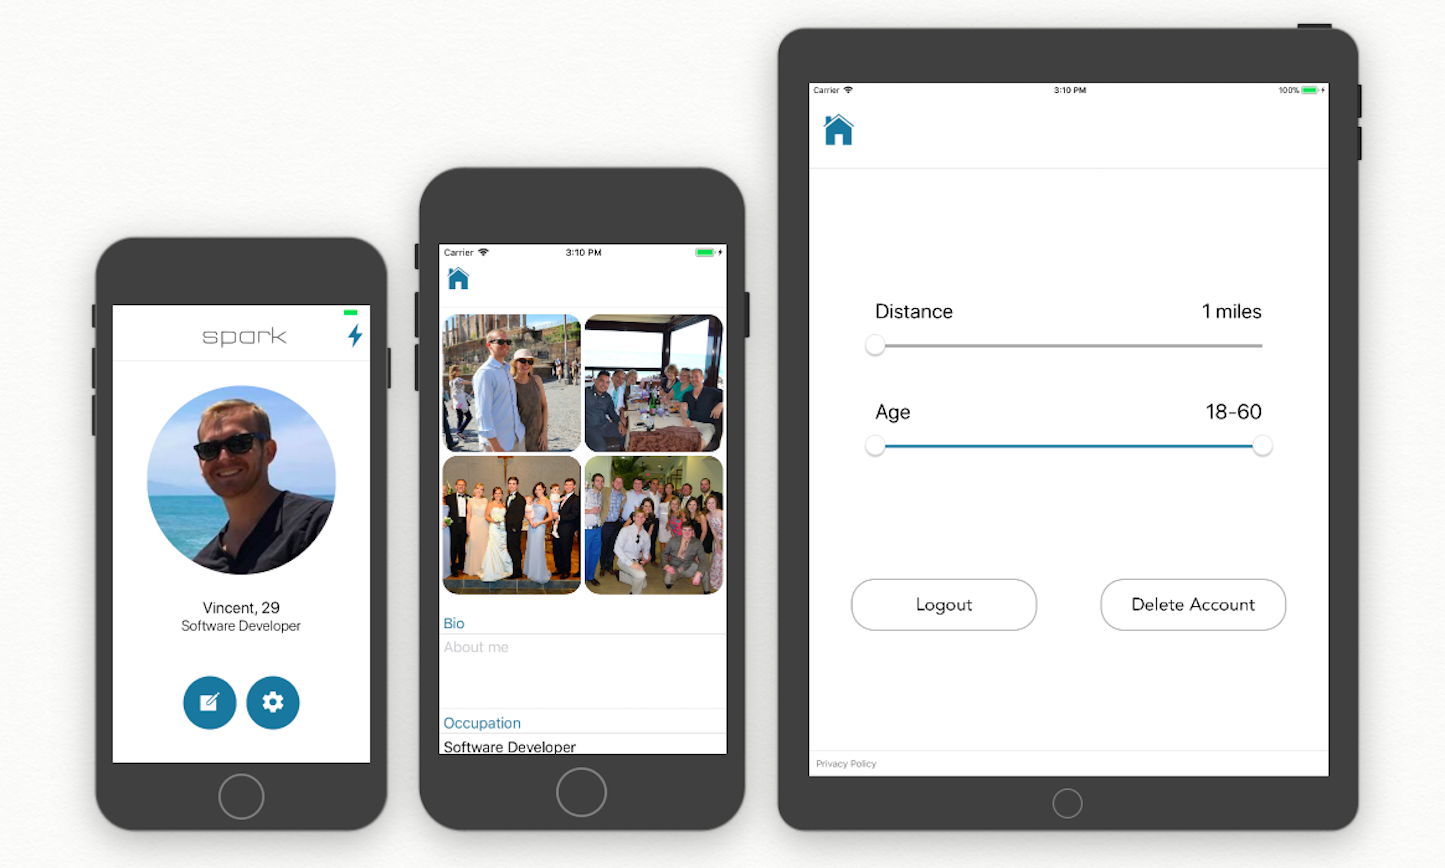 spark
Vincent, 29
Software Developer
Carrier 3:10 PM
Bio
About me
Occupation
Software Developer
Carrier 3:10 PM 100%
Distance 1 miles
Age 18-60
Logout Delete Account
Privacy Policy